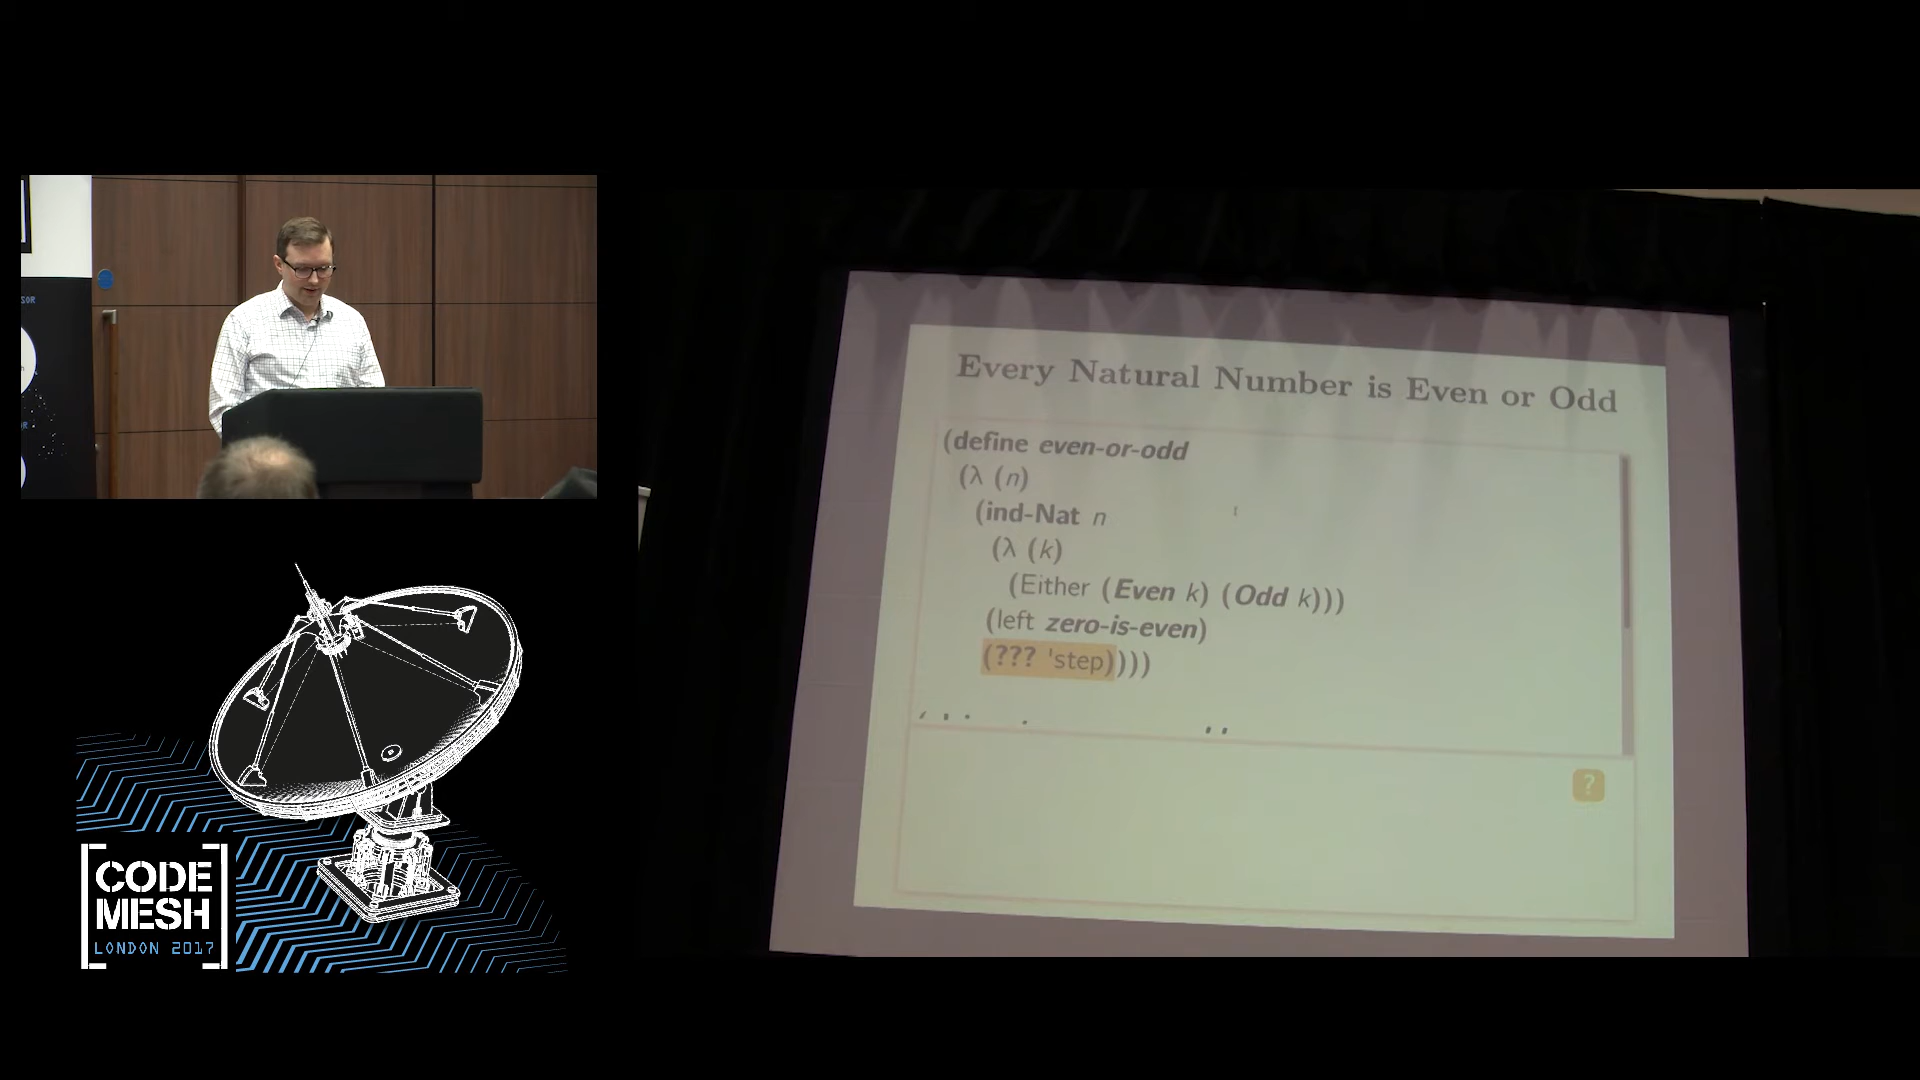 SOR
Every Natural Number is Even or Odd
(define even-or-odd
(λ (n)
(ind-Nat n
(λ (k)
(Either (Even k) (Odd k)))
(left zero-is-even)
(??? 'step))))
?
[CODE
MESH]
LONDON 2017